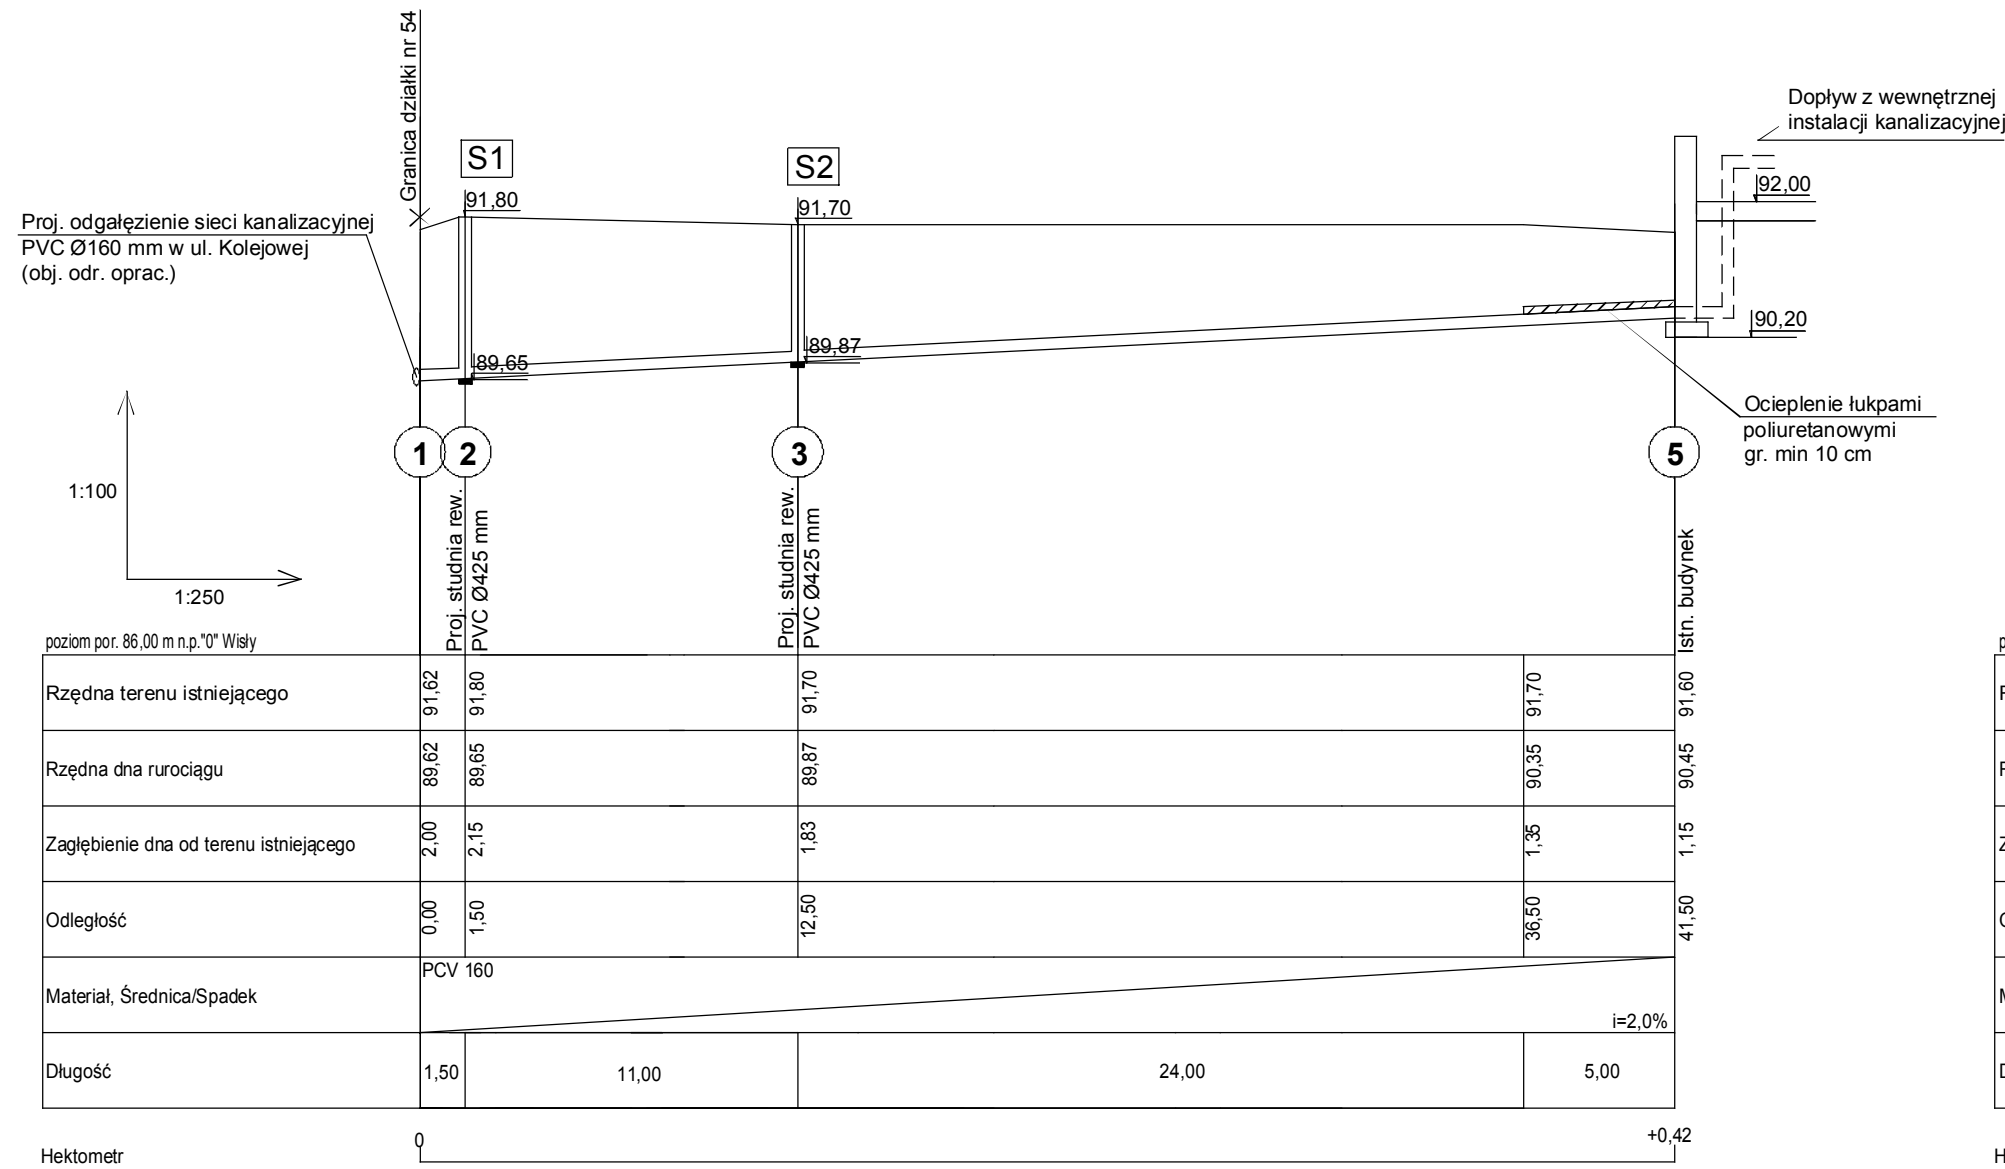 Granica działki nr 54
Dopływ z wewnętrznej
instalacji kanalizacyjnej
S1
S2
91,80
91,70
92,00
Proj. odgałęzienie sieci kanalizacyjnej
PVC Ø160 mm w ul. Kolejowej
(obj. odr. oprac.)
90,20
89,87
89,65
Ocieplenie łukpami
poliuretanowymi
gr. min 10 cm
1
2
3
5
1:100
1:250
Proj. studnia rew.
PVC Ø425 mm
Proj. studnia rew.
PVC Ø425 mm
Istn. budynek
poziom por. 86,00 m n.p."0" Wisły
Rzędna terenu istniejącego 91,62 91,80 91,70 91,70 91,60
Rzędna dna rurociągu 89,62 89,65 89,87 90,35 90,45
Zagłębienie dna od terenu istniejącego 2,00 2,15 1,83 1,35 1,15
Odległość 0,00 1,50 12,50 36,50 41,50
PCV 160
Materiał, Średnica/Spadek
i=2,0%
Długość 1,50 11,00 24,00 5,00
Hektometr 0 +0,42